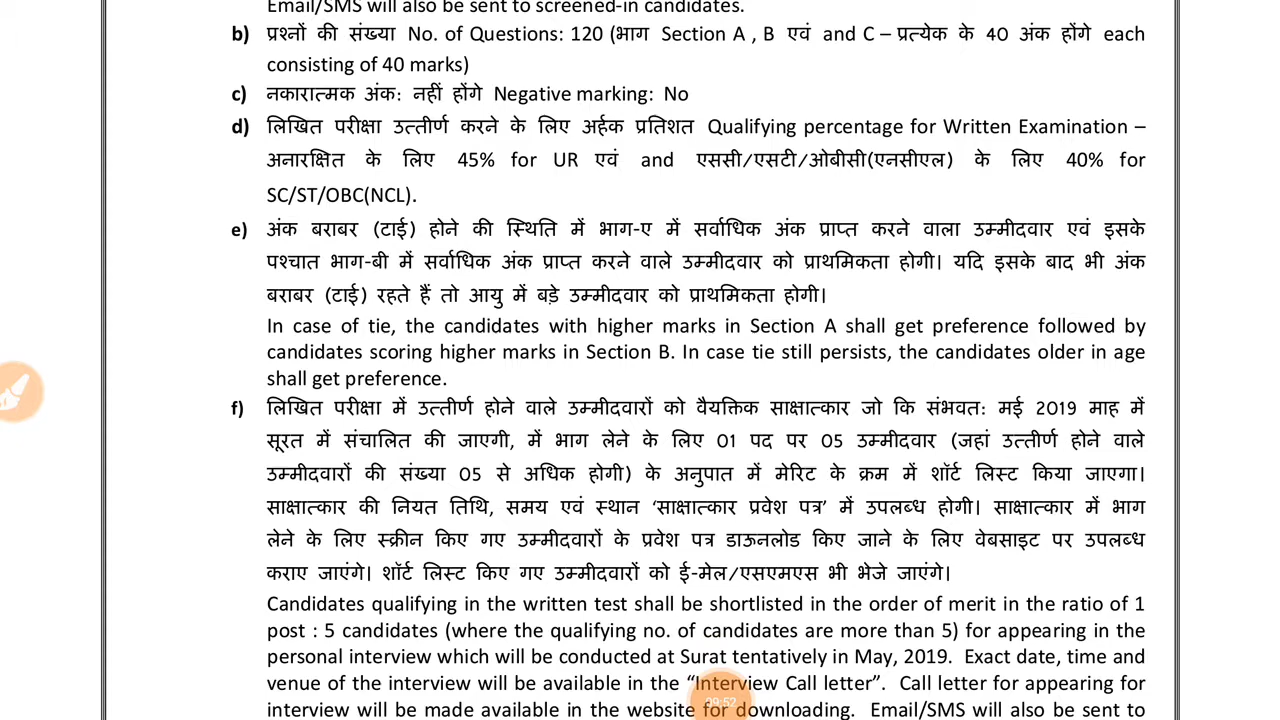 Email/SMS will also be sent to screened-in candidates.
b) प्रश्नों की संख्या No. of Questions: 120 (भाग Section A , B एवं and C – प्रत्येक के 40 अंक होंगे each
consisting of 40 marks)
c) नकारात्मक अंक: नहीं होंगे Negative marking: No
d) लिखित परीक्षा उत्तीर्ण करने के लिए अर्हक प्रतिशत Qualifying percentage for Written Examination –
अनारक्षित के लिए 45% for UR एवं and एससी/एसटी/ओबीसी(एनसीएल) के लिए 40% for
SC/ST/OBC(NCL).
e) अंक बराबर (टाई) होने की स्थिति में भाग-ए में सर्वाधिक अंक प्राप्त करने वाला उम्मीदवार एवं इसके
पश्चात भाग-बी में सर्वाधिक अंक प्राप्त करने वाले उम्मीदवार को प्राथमिकता होगी। यदि इसके बाद भी अंक
बराबर (टाई) रहते हैं तो आयु में बड़े उम्मीदवार को प्राथमिकता होगी।
In case of tie, the candidates with higher marks in Section A shall get preference followed by
candidates scoring higher marks in Section B. In case tie still persists, the candidates older in age
shall get preference.
f) लिखित परीक्षा में उत्तीर्ण होने वाले उम्मीदवारों को वैयक्तिक साक्षात्कार जो कि संभवत: मई 2019 माह में
सूरत में संचालित की जाएगी, में भाग लेने के लिए 01 पद पर 05 उम्मीदवार (जहां उत्तीर्ण होने वाले
उम्मीदवारों की संख्या 05 से अधिक होगी) के अनुपात में मेरिट के क्रम में शॉर्ट लिस्ट किया जाएगा।
साक्षात्कार की नियत तिथि, समय एवं स्थान ‘साक्षात्कार प्रवेश पत्र’ में उपलब्ध होगी। साक्षात्कार में भाग
लेने के लिए स्क्रीन किए गए उम्मीदवारों के प्रवेश पत्र डाऊनलोड किए जाने के लिए वेबसाइट पर उपलब्ध
कराए जाएंगे। शॉर्ट लिस्ट किए गए उम्मीदवारों को ई-मेल/एसएमएस भी भेजे जाएंगे।
Candidates qualifying in the written test shall be shortlisted in the order of merit in the ratio of 1
post : 5 candidates (where the qualifying no. of candidates are more than 5) for appearing in the
personal interview which will be conducted at Surat tentatively in May, 2019. Exact date, time and
venue of the interview will be available in the “Interview Call letter”. Call letter for appearing for
interview will be made available in the website for downloading. Email/SMS will also be sent to
09:52